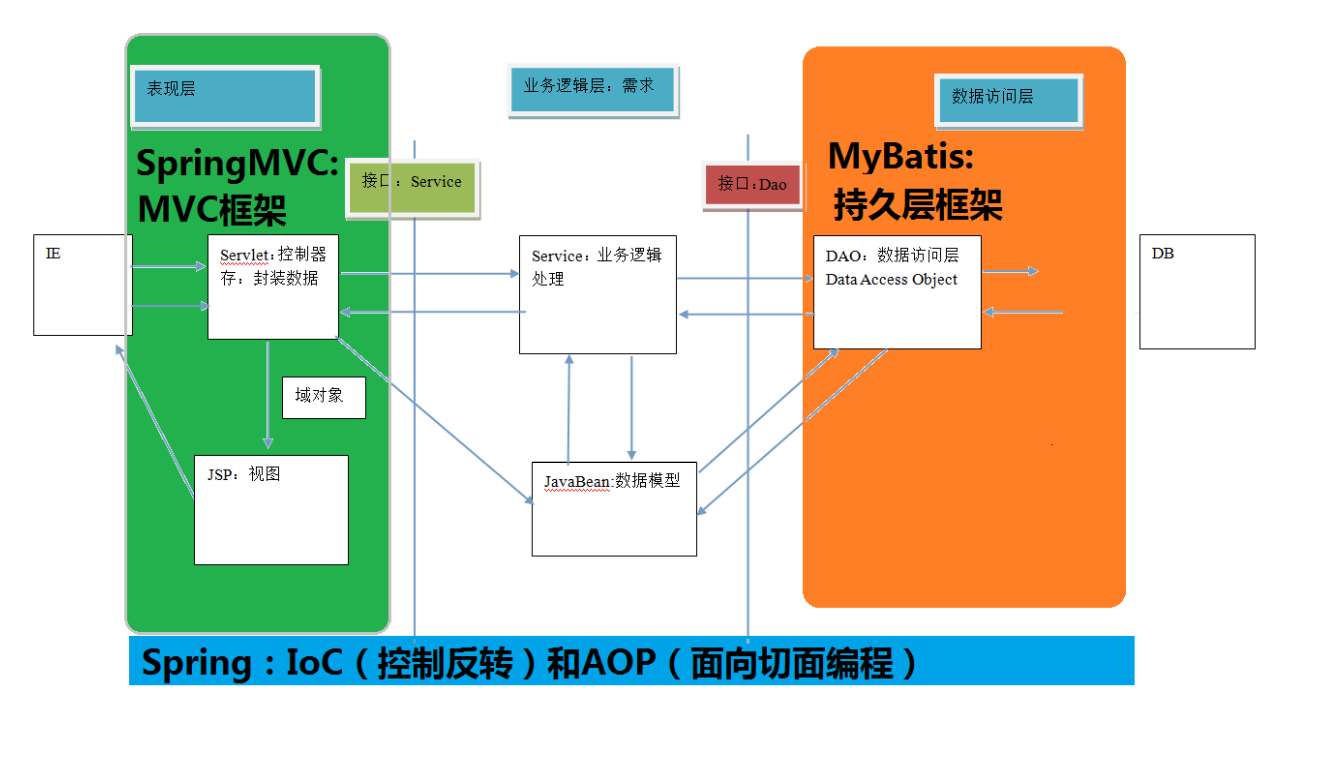 表现层
业务逻辑层：需求
数据访问层
SpringMVC:
MVC框架
接口：Service
接口:Dao
MyBatis:
持久层框架
IE
Servlet:控制器
存：封装数据
Service：业务逻辑
处理
DAO：数据访问层
Data Access Object
DB
域对象
JSP：视图
JavaBean:数据模型
Spring：IoC（控制反转）和AOP（面向切面编程）